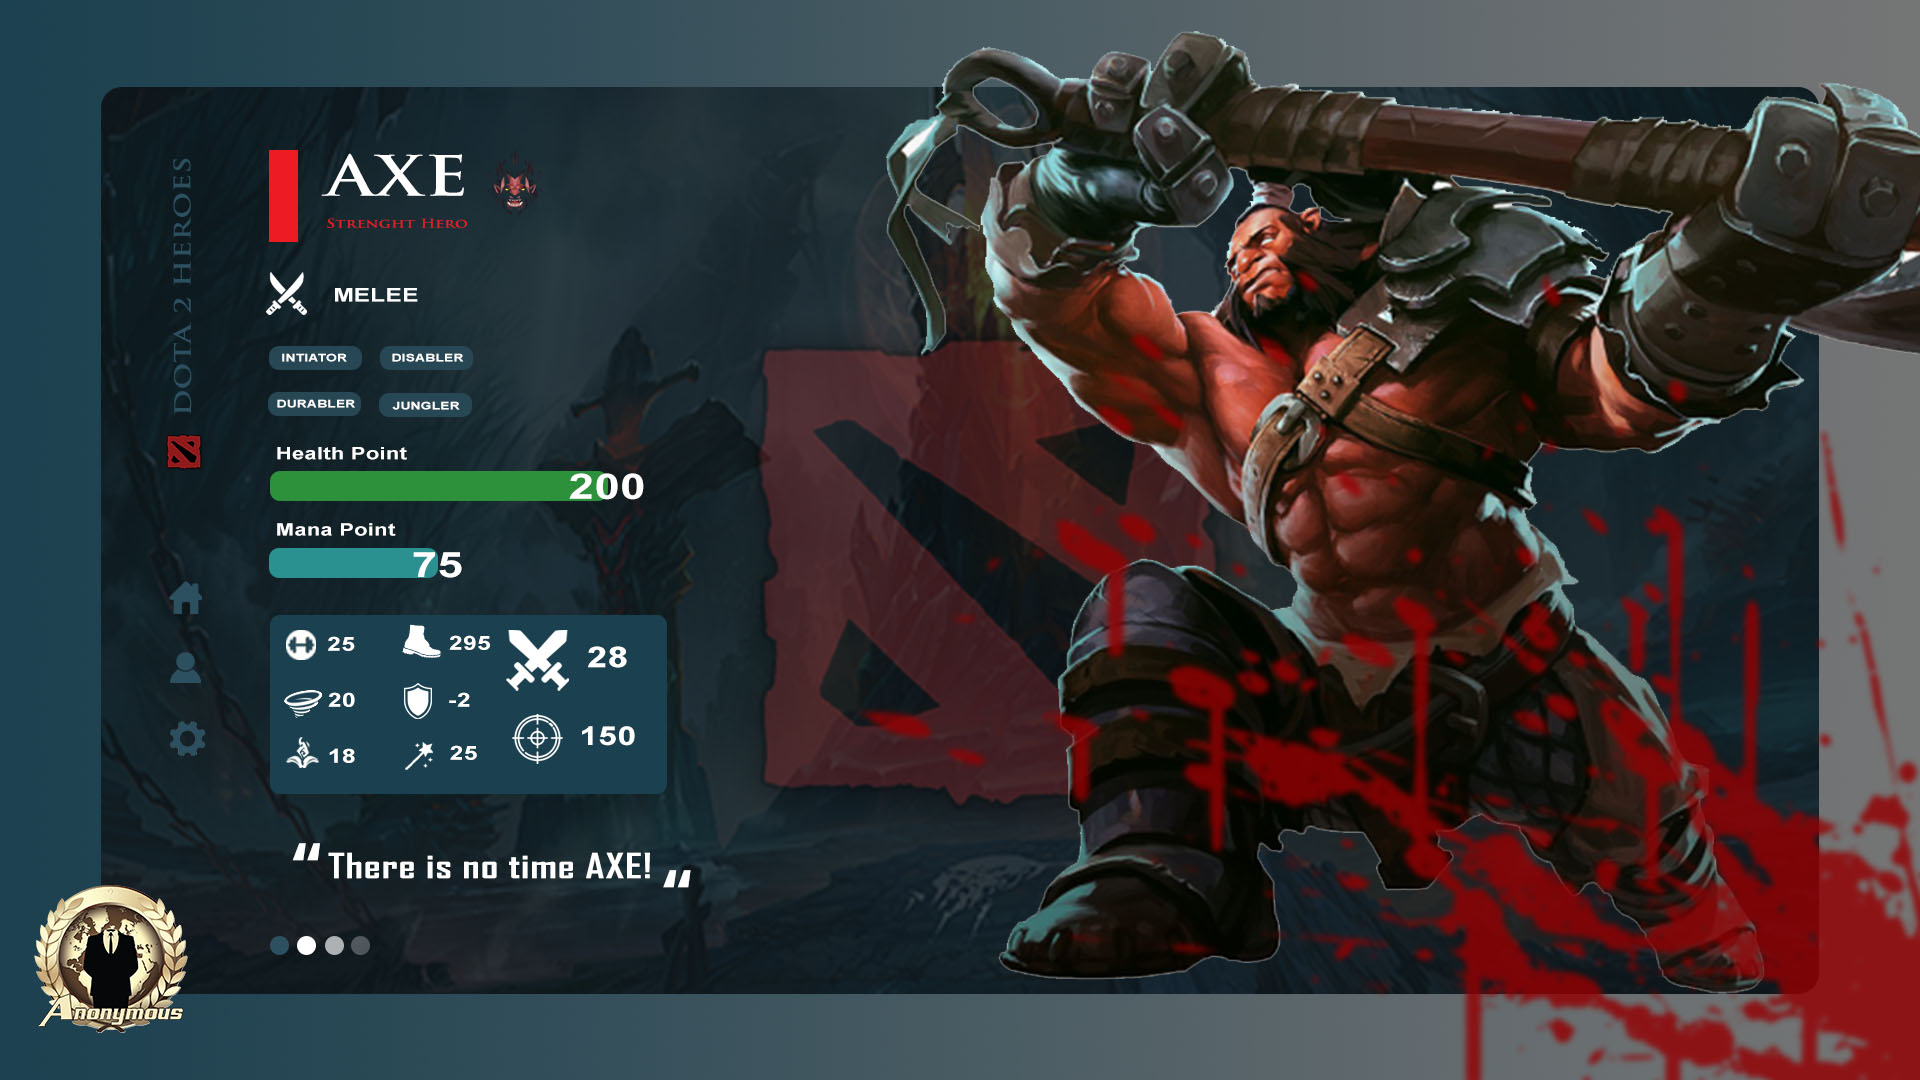 DOTA 2 HEROES
AXE
STRENGHT HERO
MELEE
INTIATOR
DISABLER
DURABLER
JUNGLER
Health Point
200
Mana Point
75
25
295
28
20
-2
150
18
25
"There is no time AXE!"
Anonymous